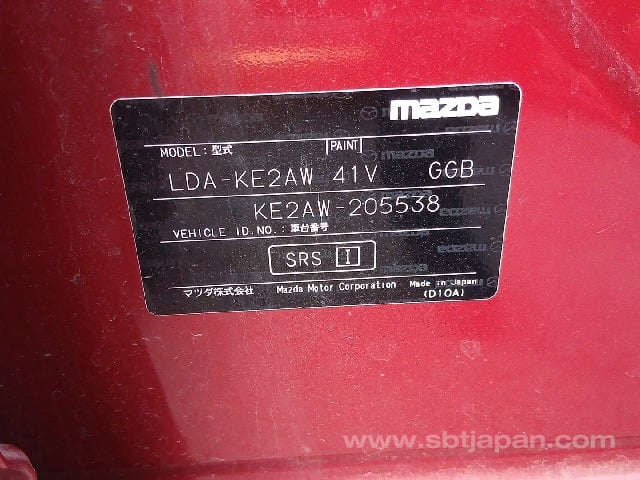 mazda
MODEL: 型式 PAINT
LDA-KE2AW 41V GGB
KE2AW-205538
VEHICLE ID.NO.: 車台番号
SRS I
マツダ株式会社 Mazda Motor Corporation Made in Japan
(D10A)
www.sbtjapan.com